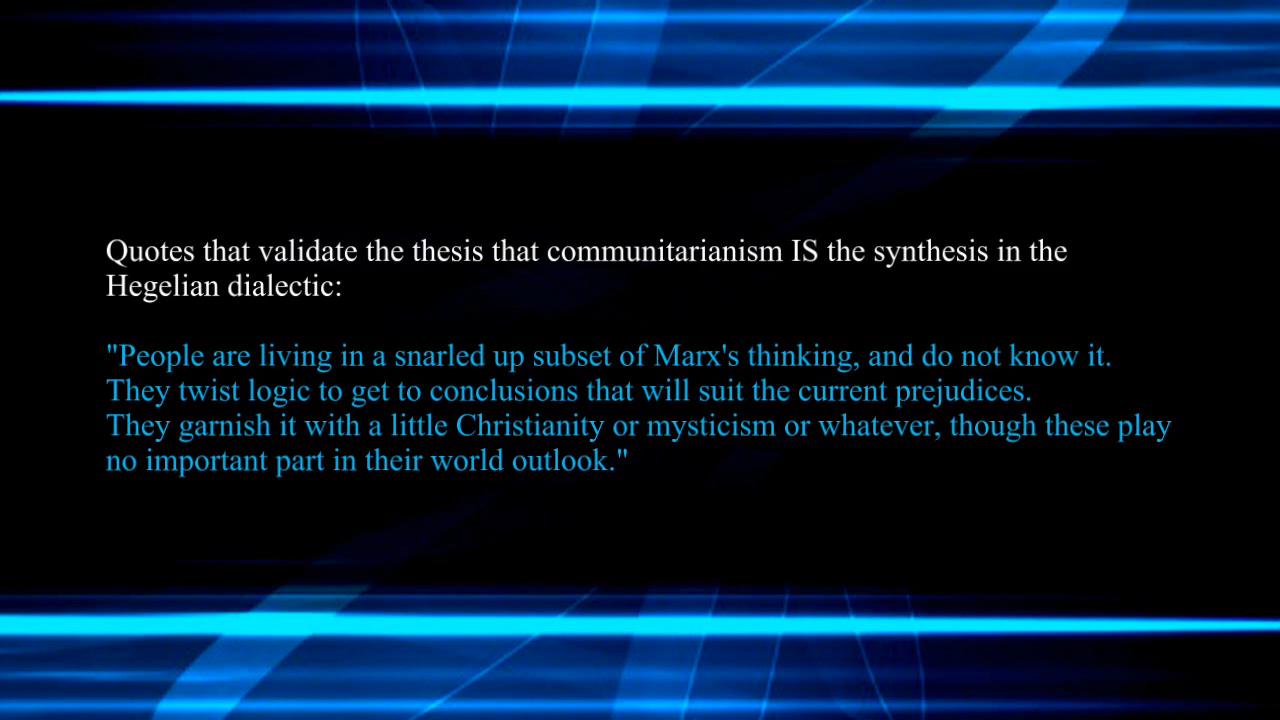 Quotes that validate the thesis that communitarianism IS the synthesis in the
Hegelian dialectic:
"People are living in a snarled up subset of Marx's thinking, and do not know it.
They twist logic to get to conclusions that will suit the current prejudices.
They garnish it with a little Christianity or mysticism or whatever, though these play
no important part in their world outlook."